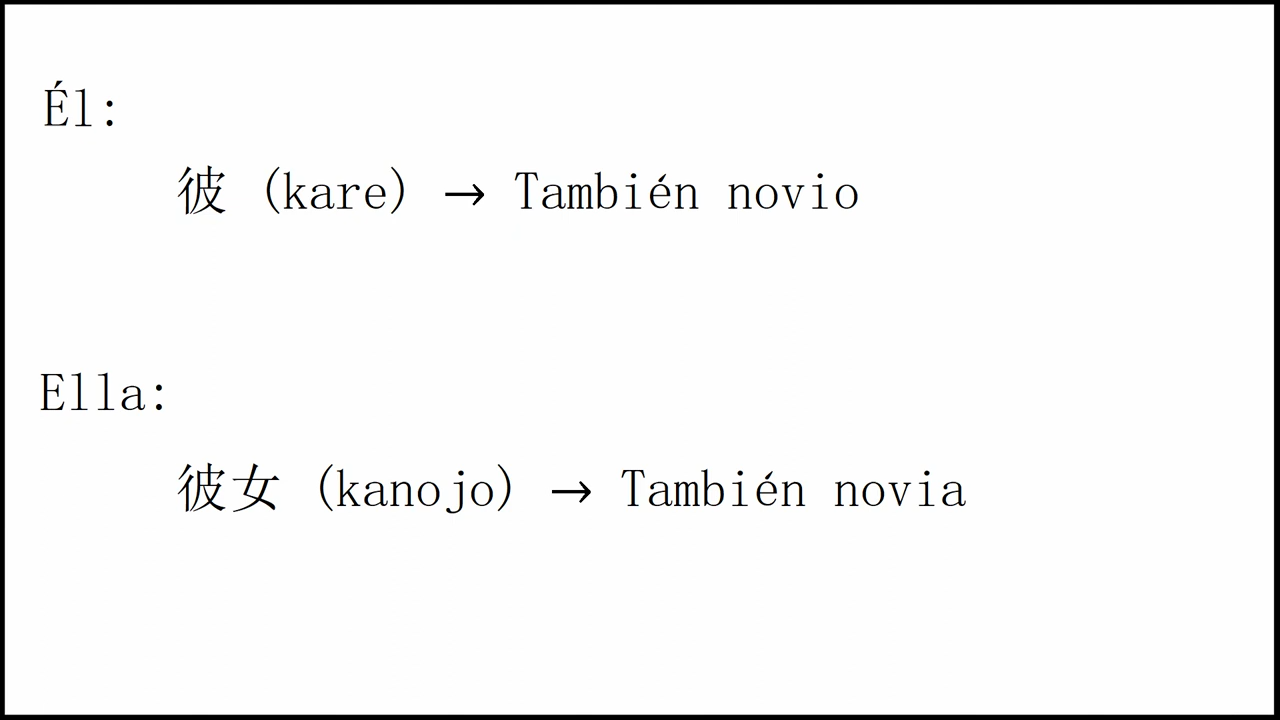 Él:
彼 (kare) → También novio
Ella:
彼女 (kanojo) → También novia